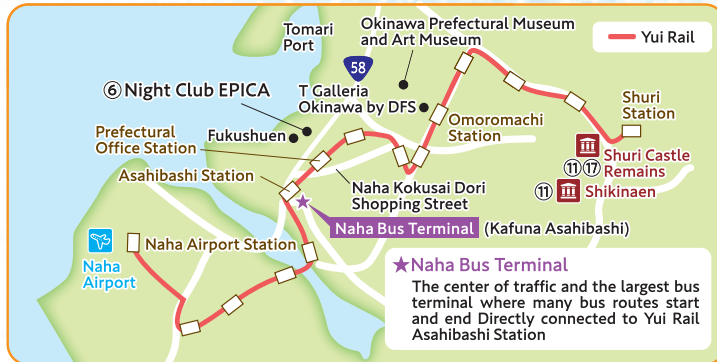 Tomari
Port
Okinawa Prefectural Museum
and Art Museum
Yui Rail
58
⑥ Night Club EPICA
T Galleria
Okinawa by DFS
Shuri
Station
Prefectural
Office Station
Fukushuen
Omoromachi
Station
Shuri Castle
Remains
⑪⑰
Asahibashi Station
Naha Kokusai Dori
Shopping Street
⑪ Shikinaen
Naha Bus Terminal (Kafuna Asahibashi)
Naha Airport Station
Naha
Airport
★Naha Bus Terminal
The center of traffic and the largest bus
terminal where many bus routes start
and end Directly connected to Yui Rail
Asahibashi Station